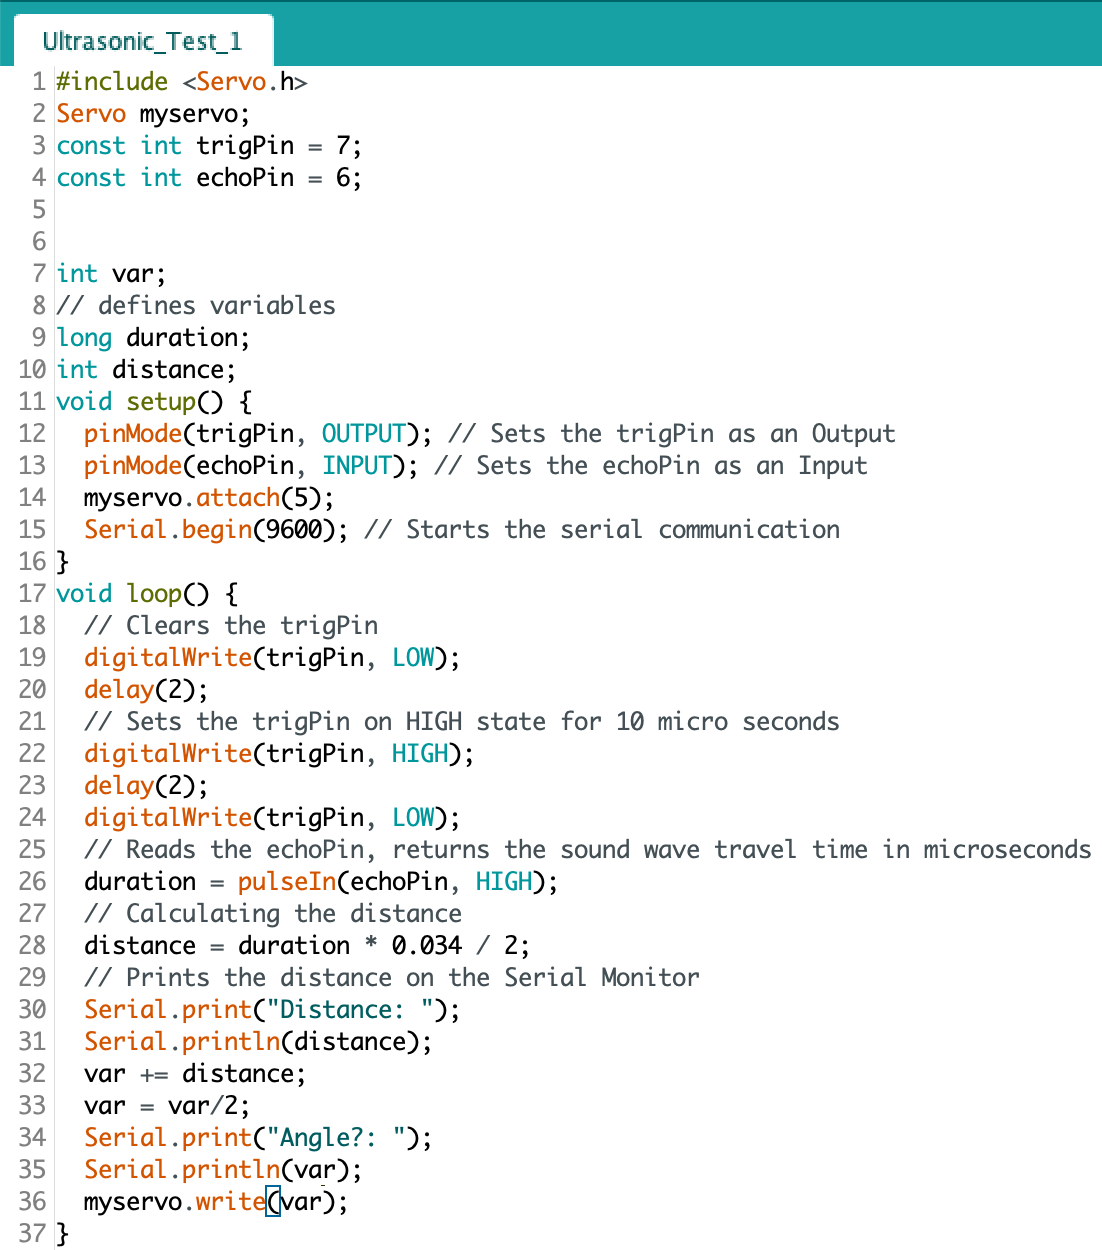 Ultrasonic_Test_1
1 #include <Servo.h>
2 Servo myservo;
3 const int trigPin = 7;
4 const int echoPin = 6;
5
6
7 int var;
8 // defines variables
9 long duration;
10 int distance;
11 void setup() {
12   pinMode(trigPin, OUTPUT); // Sets the trigPin as an Output
13   pinMode(echoPin, INPUT); // Sets the echoPin as an Input
14   myservo.attach(5);
15   Serial.begin(9600); // Starts the serial communication
16 }
17 void loop() {
18   // Clears the trigPin
19   digitalWrite(trigPin, LOW);
20   delay(2);
21   // Sets the trigPin on HIGH state for 10 micro seconds
22   digitalWrite(trigPin, HIGH);
23   delay(2);
24   digitalWrite(trigPin, LOW);
25   // Reads the echoPin, returns the sound wave travel time in microseconds
26   duration = pulseIn(echoPin, HIGH);
27   // Calculating the distance
28   distance = duration * 0.034 / 2;
29   // Prints the distance on the Serial Monitor
30   Serial.print("Distance: ");
31   Serial.println(distance);
32   var += distance;
33   var = var/2;
34   Serial.print("Angle?: ");
35   Serial.println(var);
36   myservo.write(var);
37 }